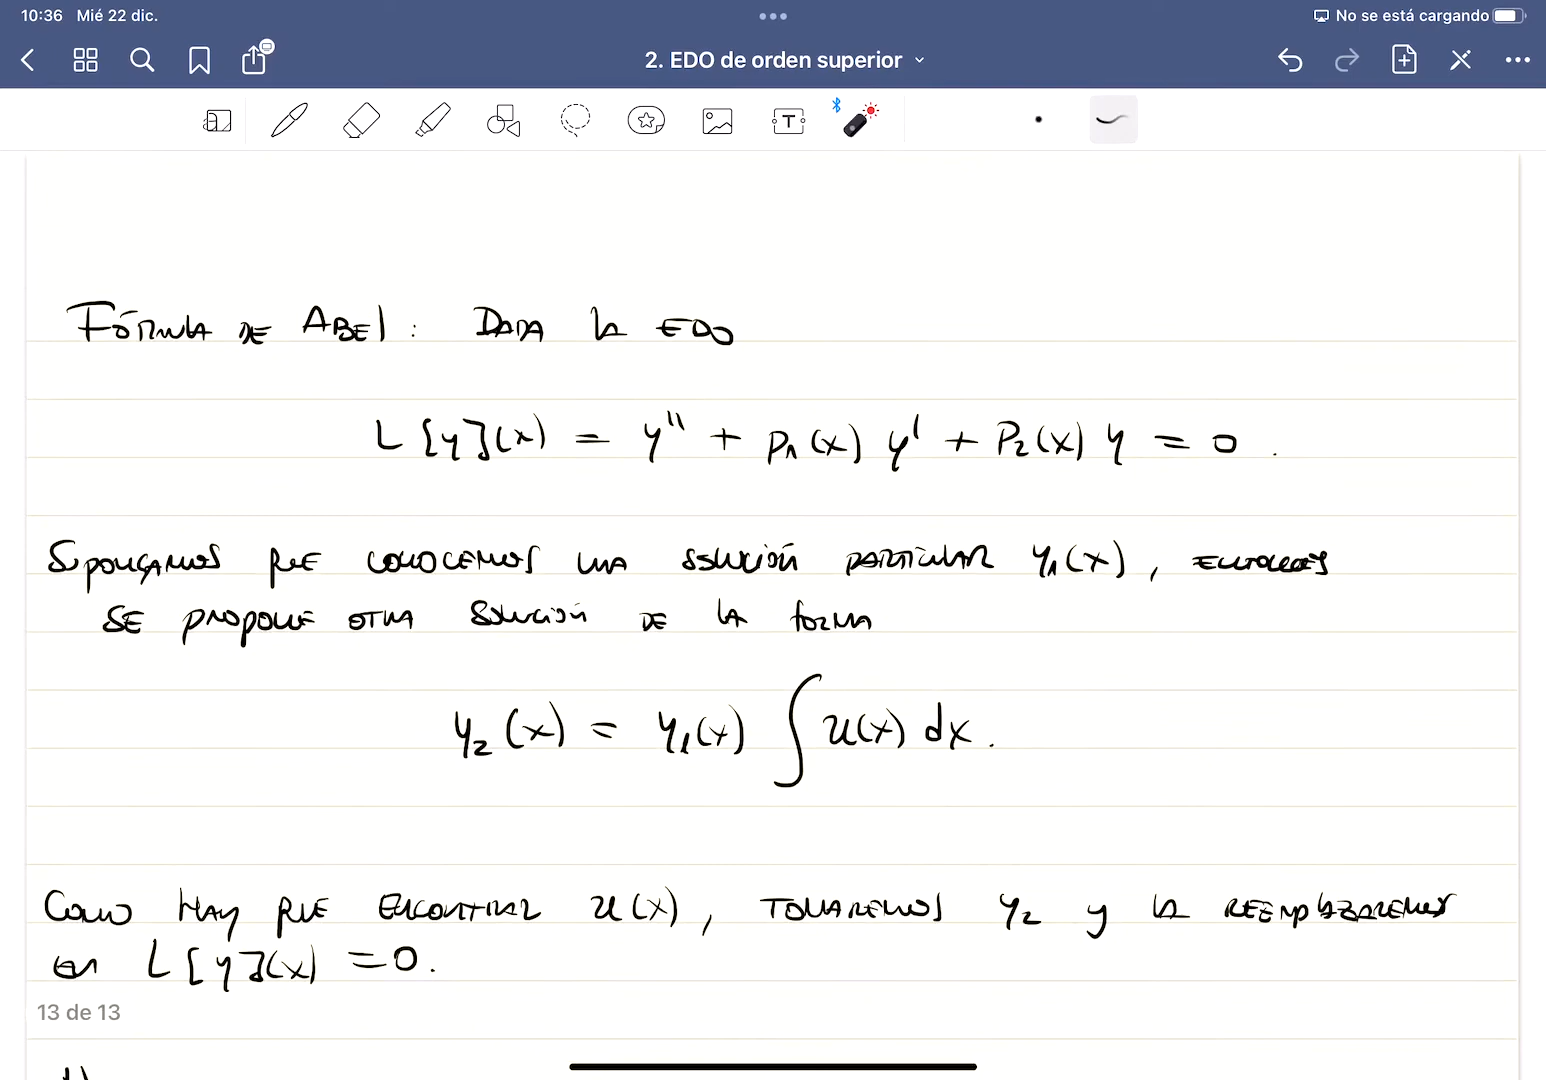 10:36 Mié 22 dic.
No se está cargando
2. EDO de orden superior
T
Fórmula de Abel: Dada la EDO
L[y](x) = y'' + p₁(x) y' + p₂(x) y = 0.
Supongamos que conocemos una solución particular y₁(x), entonces
se propone otra solución de la forma
y₂(x) = y₁(x) ∫ u(x) dx.
Como hay que encontrar u(x), tomaremos y₂ y la reemplazaremos
en L[y](x) = 0.
13 de 13